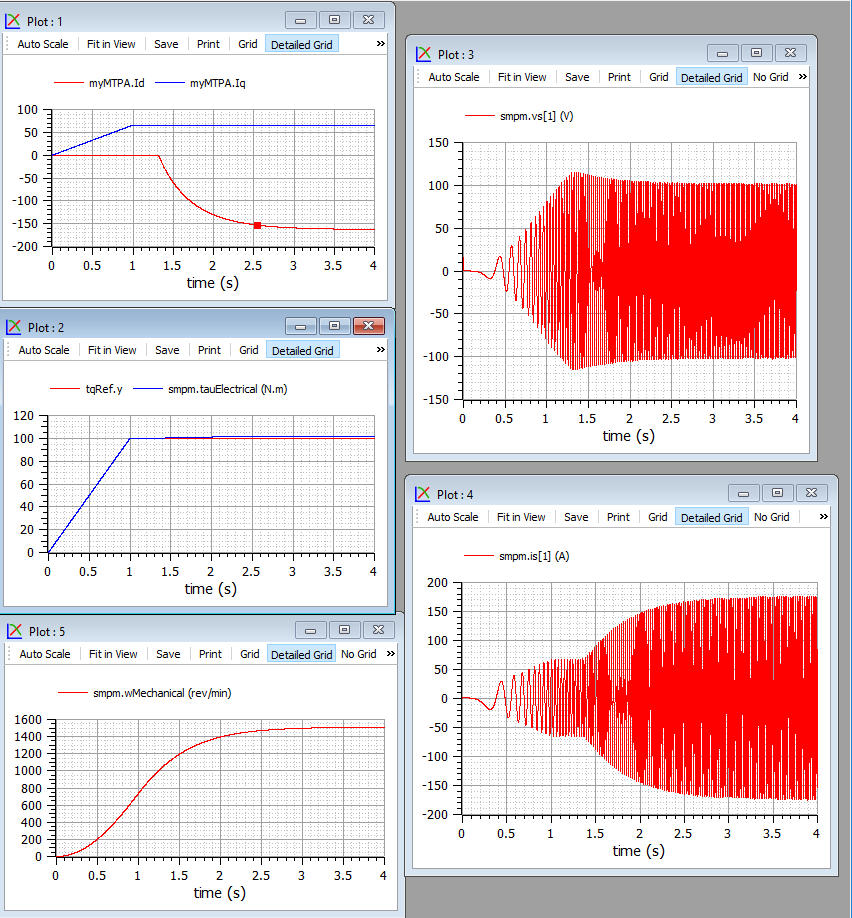 Plot : 1
Auto Scale Fit in View Save Print Grid Detailed Grid »
myMTPA.Id myMTPA.Iq
100
50
0
-50
-100
-150
-200
0 0.5 1 1.5 2 2.5 3 3.5 4
time (s)
Plot : 2
Auto Scale Fit in View Save Print Grid Detailed Grid »
tqRef.y smpm.tauElectrical (N.m)
120
100
80
60
40
20
0
0 0.5 1 1.5 2 2.5 3 3.5 4
time (s)
Plot : 5
Auto Scale Fit in View Save Print Grid Detailed Grid No Grid »
smpm.wMechanical (rev/min)
1600
1400
1200
1000
800
600
400
200
0
0 0.5 1 1.5 2 2.5 3 3.5 4
time (s)
Plot : 3
Auto Scale Fit in View Save Print Grid Detailed Grid No Grid »
smpm.vs[1] (V)
150
100
50
0
-50
-100
-150
0 0.5 1 1.5 2 2.5 3 3.5 4
time (s)
Plot : 4
Auto Scale Fit in View Save Print Grid Detailed Grid No Grid »
smpm.is[1] (A)
200
150
100
50
0
-50
-100
-150
-200
0 0.5 1 1.5 2 2.5 3 3.5 4
time (s)